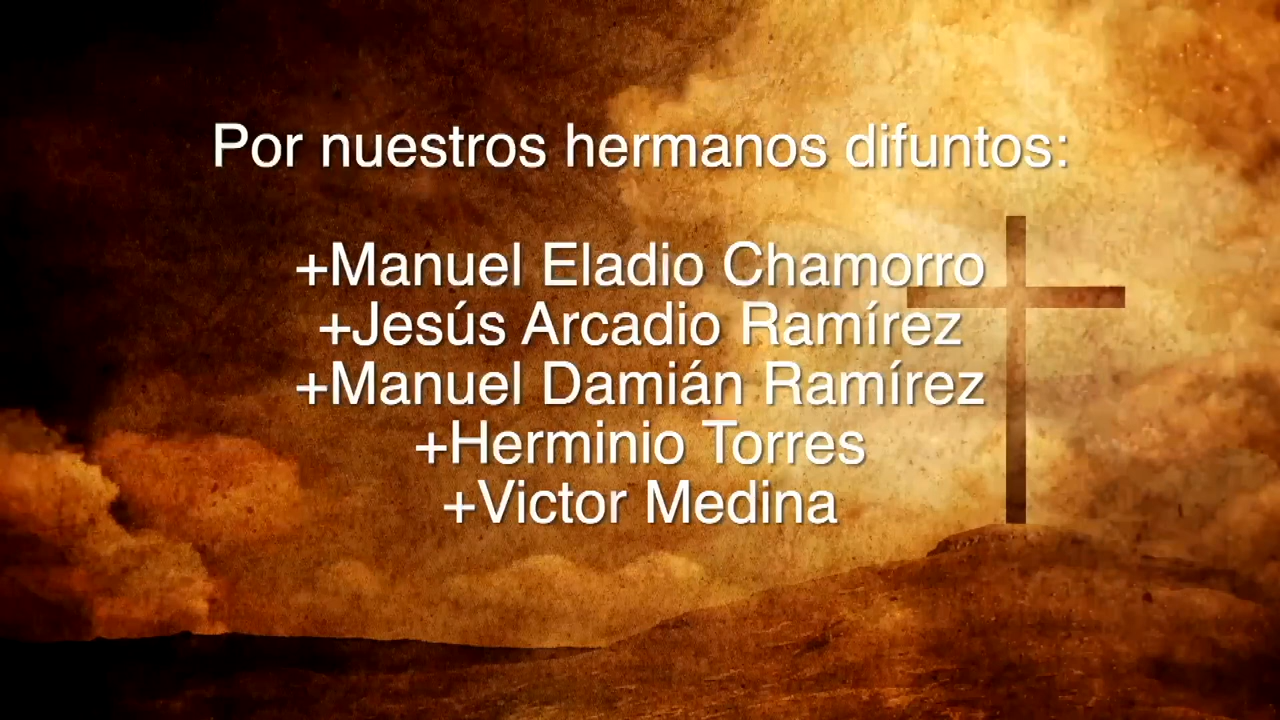 Por nuestros hermanos difuntos:
+Manuel Eladio Chamorro
+Jesús Arcadio Ramírez
+Manuel Damián Ramírez
+Herminio Torres
+Victor Medina